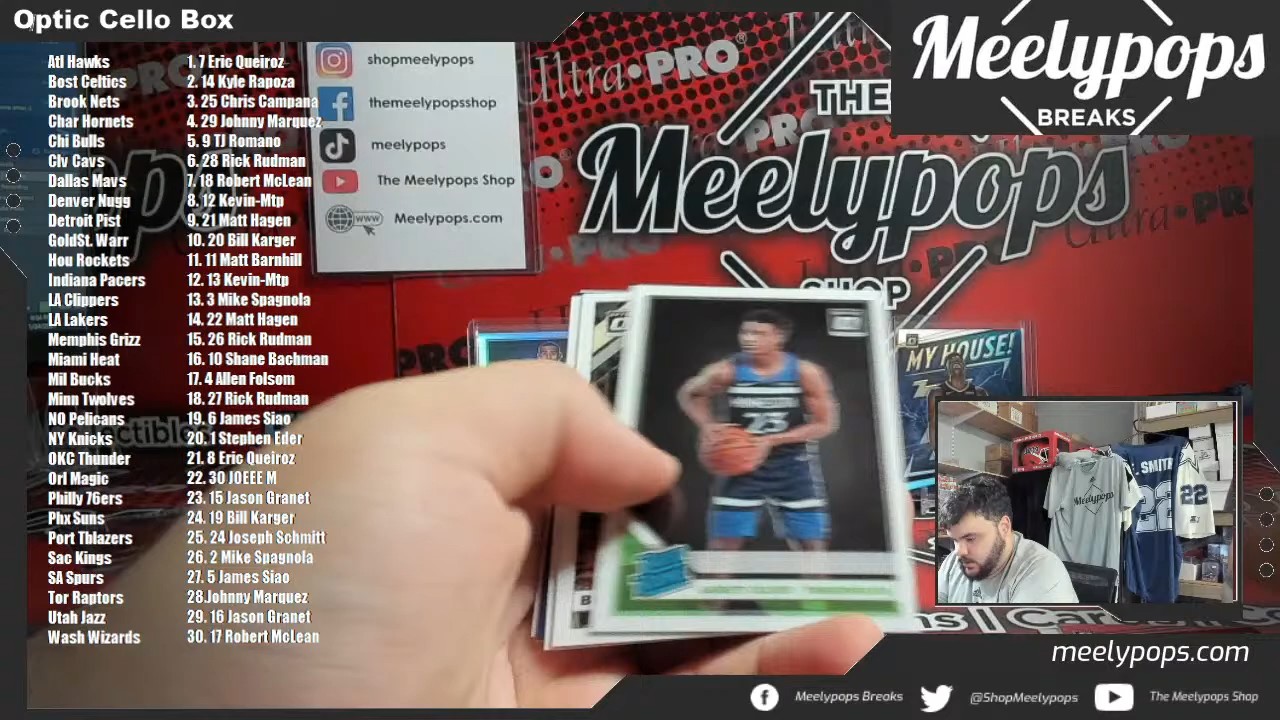 Optic Cello Box
Atl Hawks 1. 7 Eric Queiroz
Bost Celtics 2. 14 Kyle Rapoza
Brook Nets 3. 25 Chris Campana
Char Hornets 4. 29 Johnny Marquez
Chi Bulls 5. 9 TJ Romano
Clv Cavs 6. 28 Rick Rudman
Dallas Mavs 7. 18 Robert McLean
Denver Nugg 8. 12 Kevin-Mtp
Detroit Pist 9. 21 Matt Hagen
GoldSt. Warr 10. 20 Bill Karger
Hou Rockets 11. 11 Matt Barnhill
Indiana Pacers 12. 13 Kevin-Mtp
LA Clippers 13. 3 Mike Spagnola
LA Lakers 14. 22 Matt Hagen
Memphis Grizz 15. 26 Rick Rudman
Miami Heat 16. 10 Shane Bachman
Mil Bucks 17. 4 Allen Folsom
Minn Twolves 18. 27 Rick Rudman
NO Pelicans 19. 6 James Siao
NY Knicks 20. 1 Stephen Eder
OKC Thunder 21. 8 Eric Queiroz
Orl Magic 22. 30 JOEEE M
Philly 76ers 23. 15 Jason Granet
Phx Suns 24. 19 Bill Karger
Port Tblazers 25. 24 Joseph Schmitt
Sac Kings 26. 2 Mike Spagnola
SA Spurs 27. 5 James Siao
Tor Raptors 28.Johnny Marquez
Utah Jazz 29. 16 Jason Granet
Wash Wizards 30. 17 Robert McLean
shopmeelypops
themeelypopsshop
meelypops
The Meelypops Shop
www Meelypops.com
Ultra•PRO
THE
Meelypops
SHOP
Meelypops
BREAKS
MY HOUSE!
23
SMITH
22
22
Meelypops
meelypops.com
Meelypops Breaks
@ShopMeelypops
The Meelypops Shop